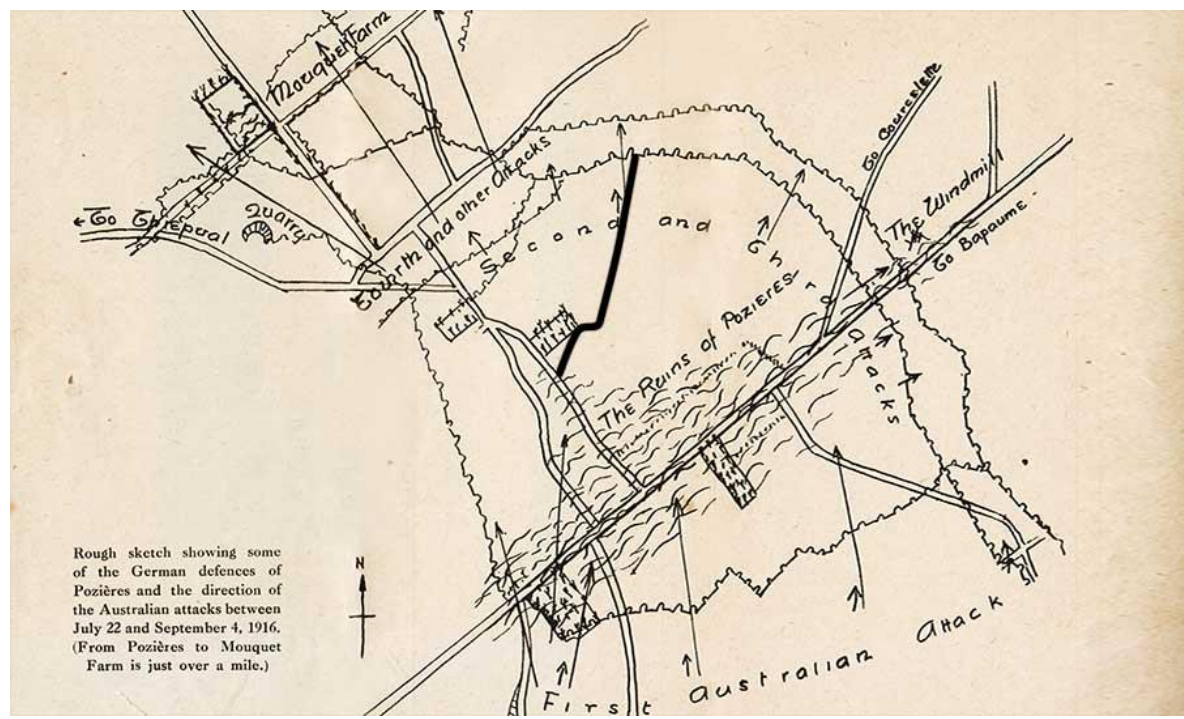 Mouquet Farm
To Courcelette
Fourth and other Attacks
The Windmill
← To Thiepval
Quarry
Second and Third Attacks
To Bapaume
The Ruins of Pozieres
Rough sketch showing some
of the German defences of
Pozières and the direction of
the Australian attacks between
July 22 and September 4, 1916.
(From Pozières to Mouquet
Farm is just over a mile.)
N
First Australian Attack